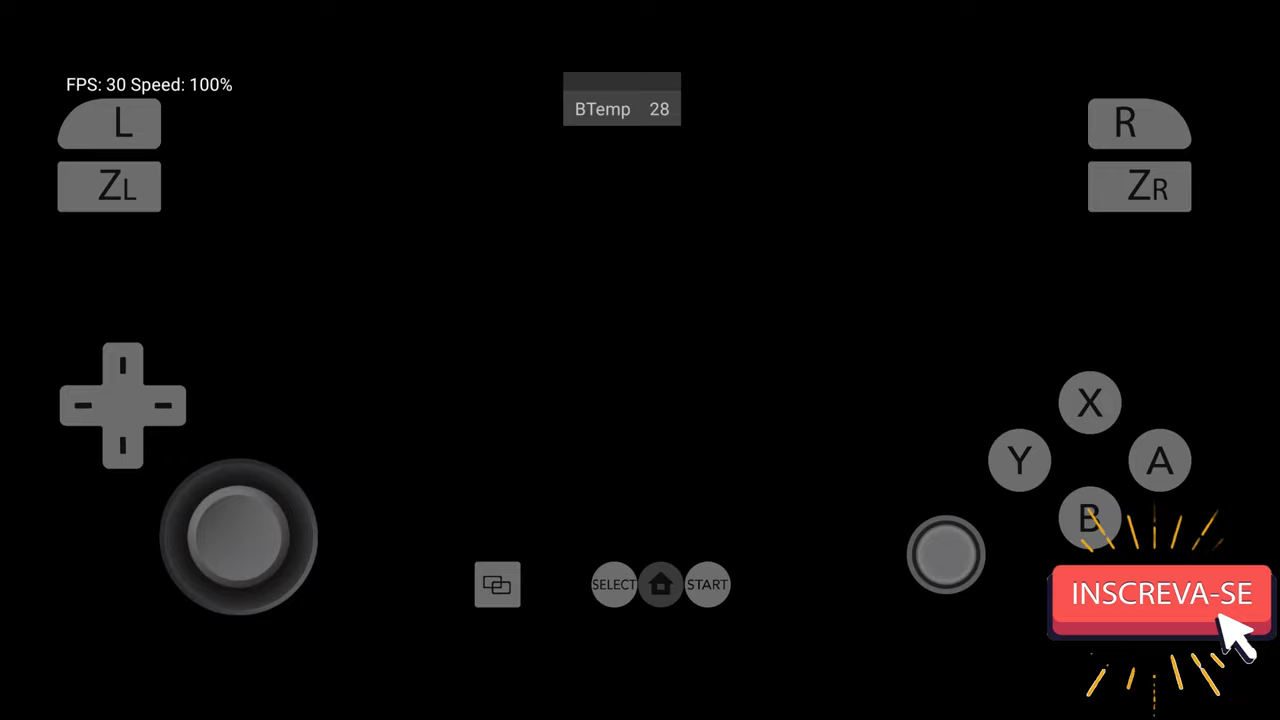 FPS: 30 Speed: 100%
BTemp 28
L
R
ZL
ZR
X
Y
A
B
SELECT
START
INSCREVA-SE